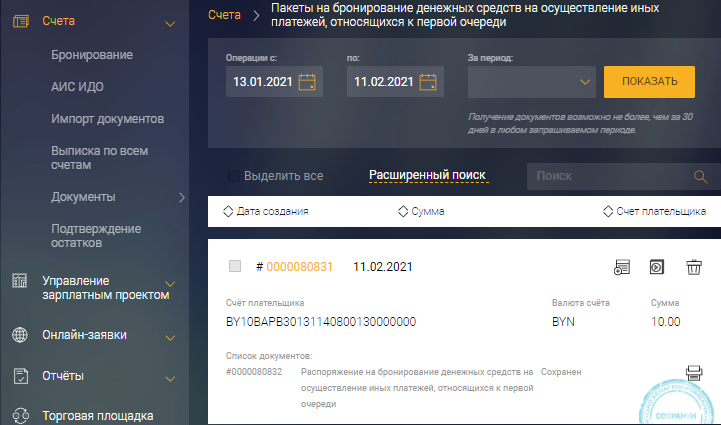 Счета
Бронирование
АИС ИДО
Импорт документов
Выписка по всем
счетам
Документы
Подтверждение
остатков
Управление
зарплатным проектом
Онлайн-заявки
Отчёты
Торговая площадка
Счета
Пакеты на бронирование денежных средств на осуществление иных
платежей, относящихся к первой очереди
Операции с: по: За период:
13.01.2021 11.02.2021 ПОКАЗАТЬ
Получение документов возможно не более, чем за 30
дней в любом запрашиваемом периоде.
Выделить все Расширенный поиск Поиск
Дата создания Сумма Счет плательщика
# 0000080831 11.02.2021
Счёт плательщика Валюта счёта Сумма
BY10BAPB30131140800130000000 BYN 10.00
Список документов:
#0000080832 Распоряжение на бронирование денежных средств на Сохранен
осуществление иных платежей, относящихся к первой
очереди
СОХРАНЕН